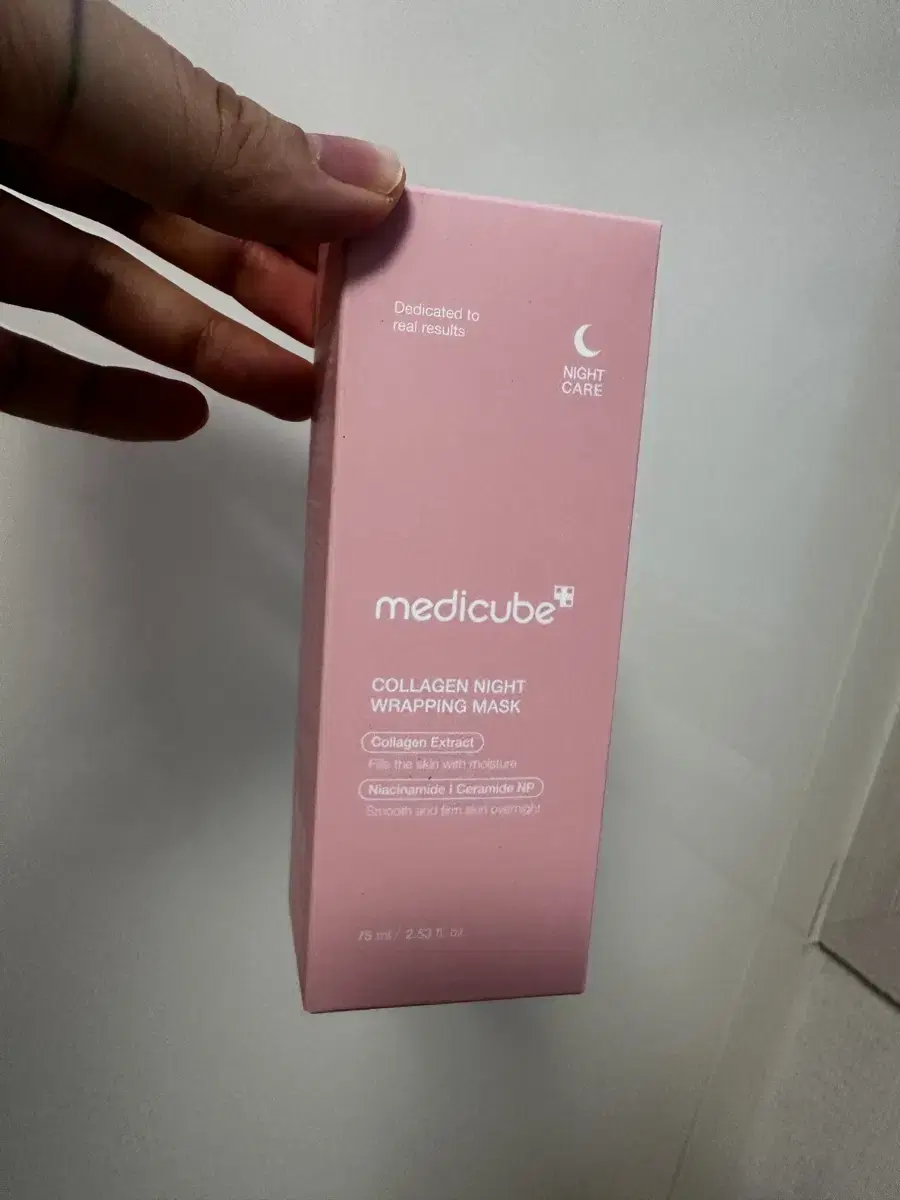 Dedicated to
real results
NIGHT
CARE
medicube
COLLAGEN NIGHT
WRAPPING MASK
Collagen Extract
Fills the skin with moisture
Niacinamide | Ceramide NP
Smooth and firm skin overnight
75 ml / 2.53 fl. oz.